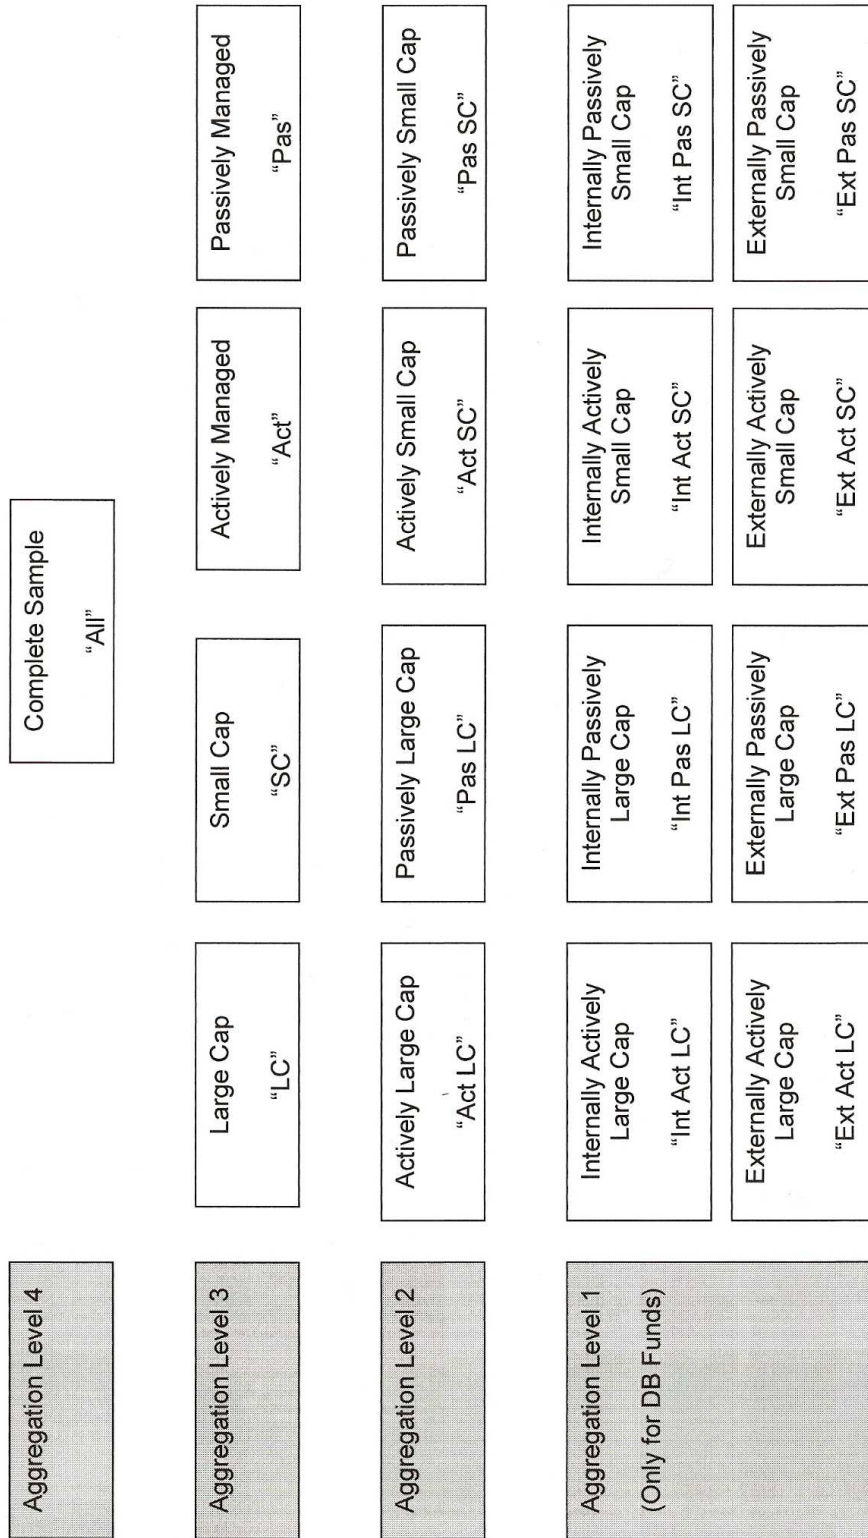 Aggregation Level 4
Complete Sample
“All”
Aggregation Level 3
Large Cap
“LC”
Small Cap
“SC”
Actively Managed
“Act”
Passively Managed
“Pas”
Aggregation Level 2
Actively Large Cap
“Act LC”
Passively Large Cap
“Pas LC”
Actively Small Cap
“Act SC”
Passively Small Cap
“Pas SC”
Aggregation Level 1
(Only for DB Funds)
Internally Actively
Large Cap
“Int Act LC”
Internally Passively
Large Cap
“Int Pas LC”
Internally Actively
Small Cap
“Int Act SC”
Internally Passively
Small Cap
“Int Pas SC”
Externally Actively
Large Cap
“Ext Act LC”
Externally Passively
Large Cap
“Ext Pas LC”
Externally Actively
Small Cap
“Ext Act SC”
Externally Passively
Small Cap
“Ext Pas SC”